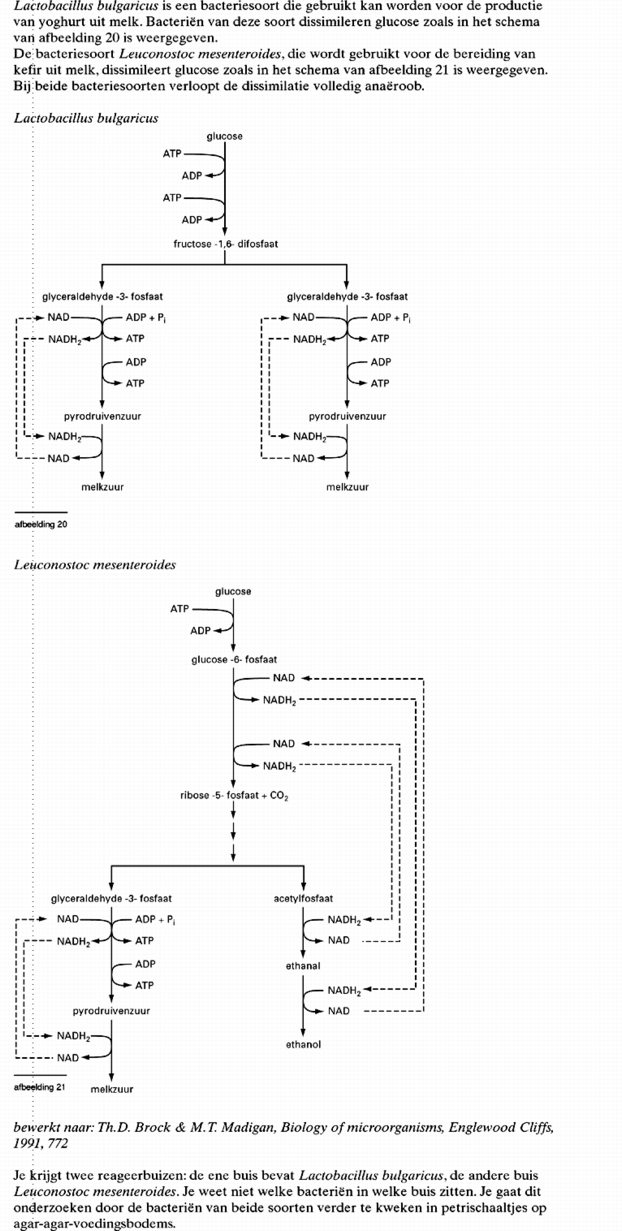 Lactobacillus bulgaricus is een bacteriesoort die gebruikt kan worden voor de productie
van yoghurt uit melk. Bacteriën van deze soort dissimileren glucose zoals in het schema
van afbeelding 20 is weergegeven.
De bacteriesoort Leuconostoc mesenteroides, die wordt gebruikt voor de bereiding van
kefir uit melk, dissimileert glucose zoals in het schema van afbeelding 21 is weergegeven.
Bij beide bacteriesoorten verloopt de dissimilatie volledig anaëroob.
Lactobacillus bulgaricus
glucose
ATP
ADP
ATP
ADP
fructose -1,6- difosfaat
glyceraldehyde -3- fosfaat glyceraldehyde -3- fosfaat
NAD ADP + Pi NAD ADP + Pi
NADH2 ATP NADH2 ATP
ADP ADP
ATP ATP
pyrodruivenzuur pyrodruivenzuur
NADH2 NADH2
NAD NAD
melkzuur melkzuur
afbeelding 20
Leuconostoc mesenteroides
glucose
ATP
ADP
glucose -6- fosfaat
NAD
NADH2
NAD
NADH2
ribose -5- fosfaat + CO2
glyceraldehyde -3- fosfaat acetylfosfaat
NAD ADP + Pi NADH2
NADH2 ATP NAD
ADP ethanal
ATP NADH2
pyrodruivenzuur NAD
NADH2 ethanol
NAD
afbeelding 21 melkzuur
bewerkt naar: Th.D. Brock & M.T. Madigan, Biology of microorganisms, Englewood Cliffs,
1991, 772
Je krijgt twee reageerbuizen: de ene buis bevat Lactobacillus bulgaricus, de andere buis
Leuconostoc mesenteroides. Je weet niet welke bacteriën in welke buis zitten. Je gaat dit
onderzoeken door de bacteriën van beide soorten verder te kweken in petrischaaltjes op
agar-agar-voedingsbodems.